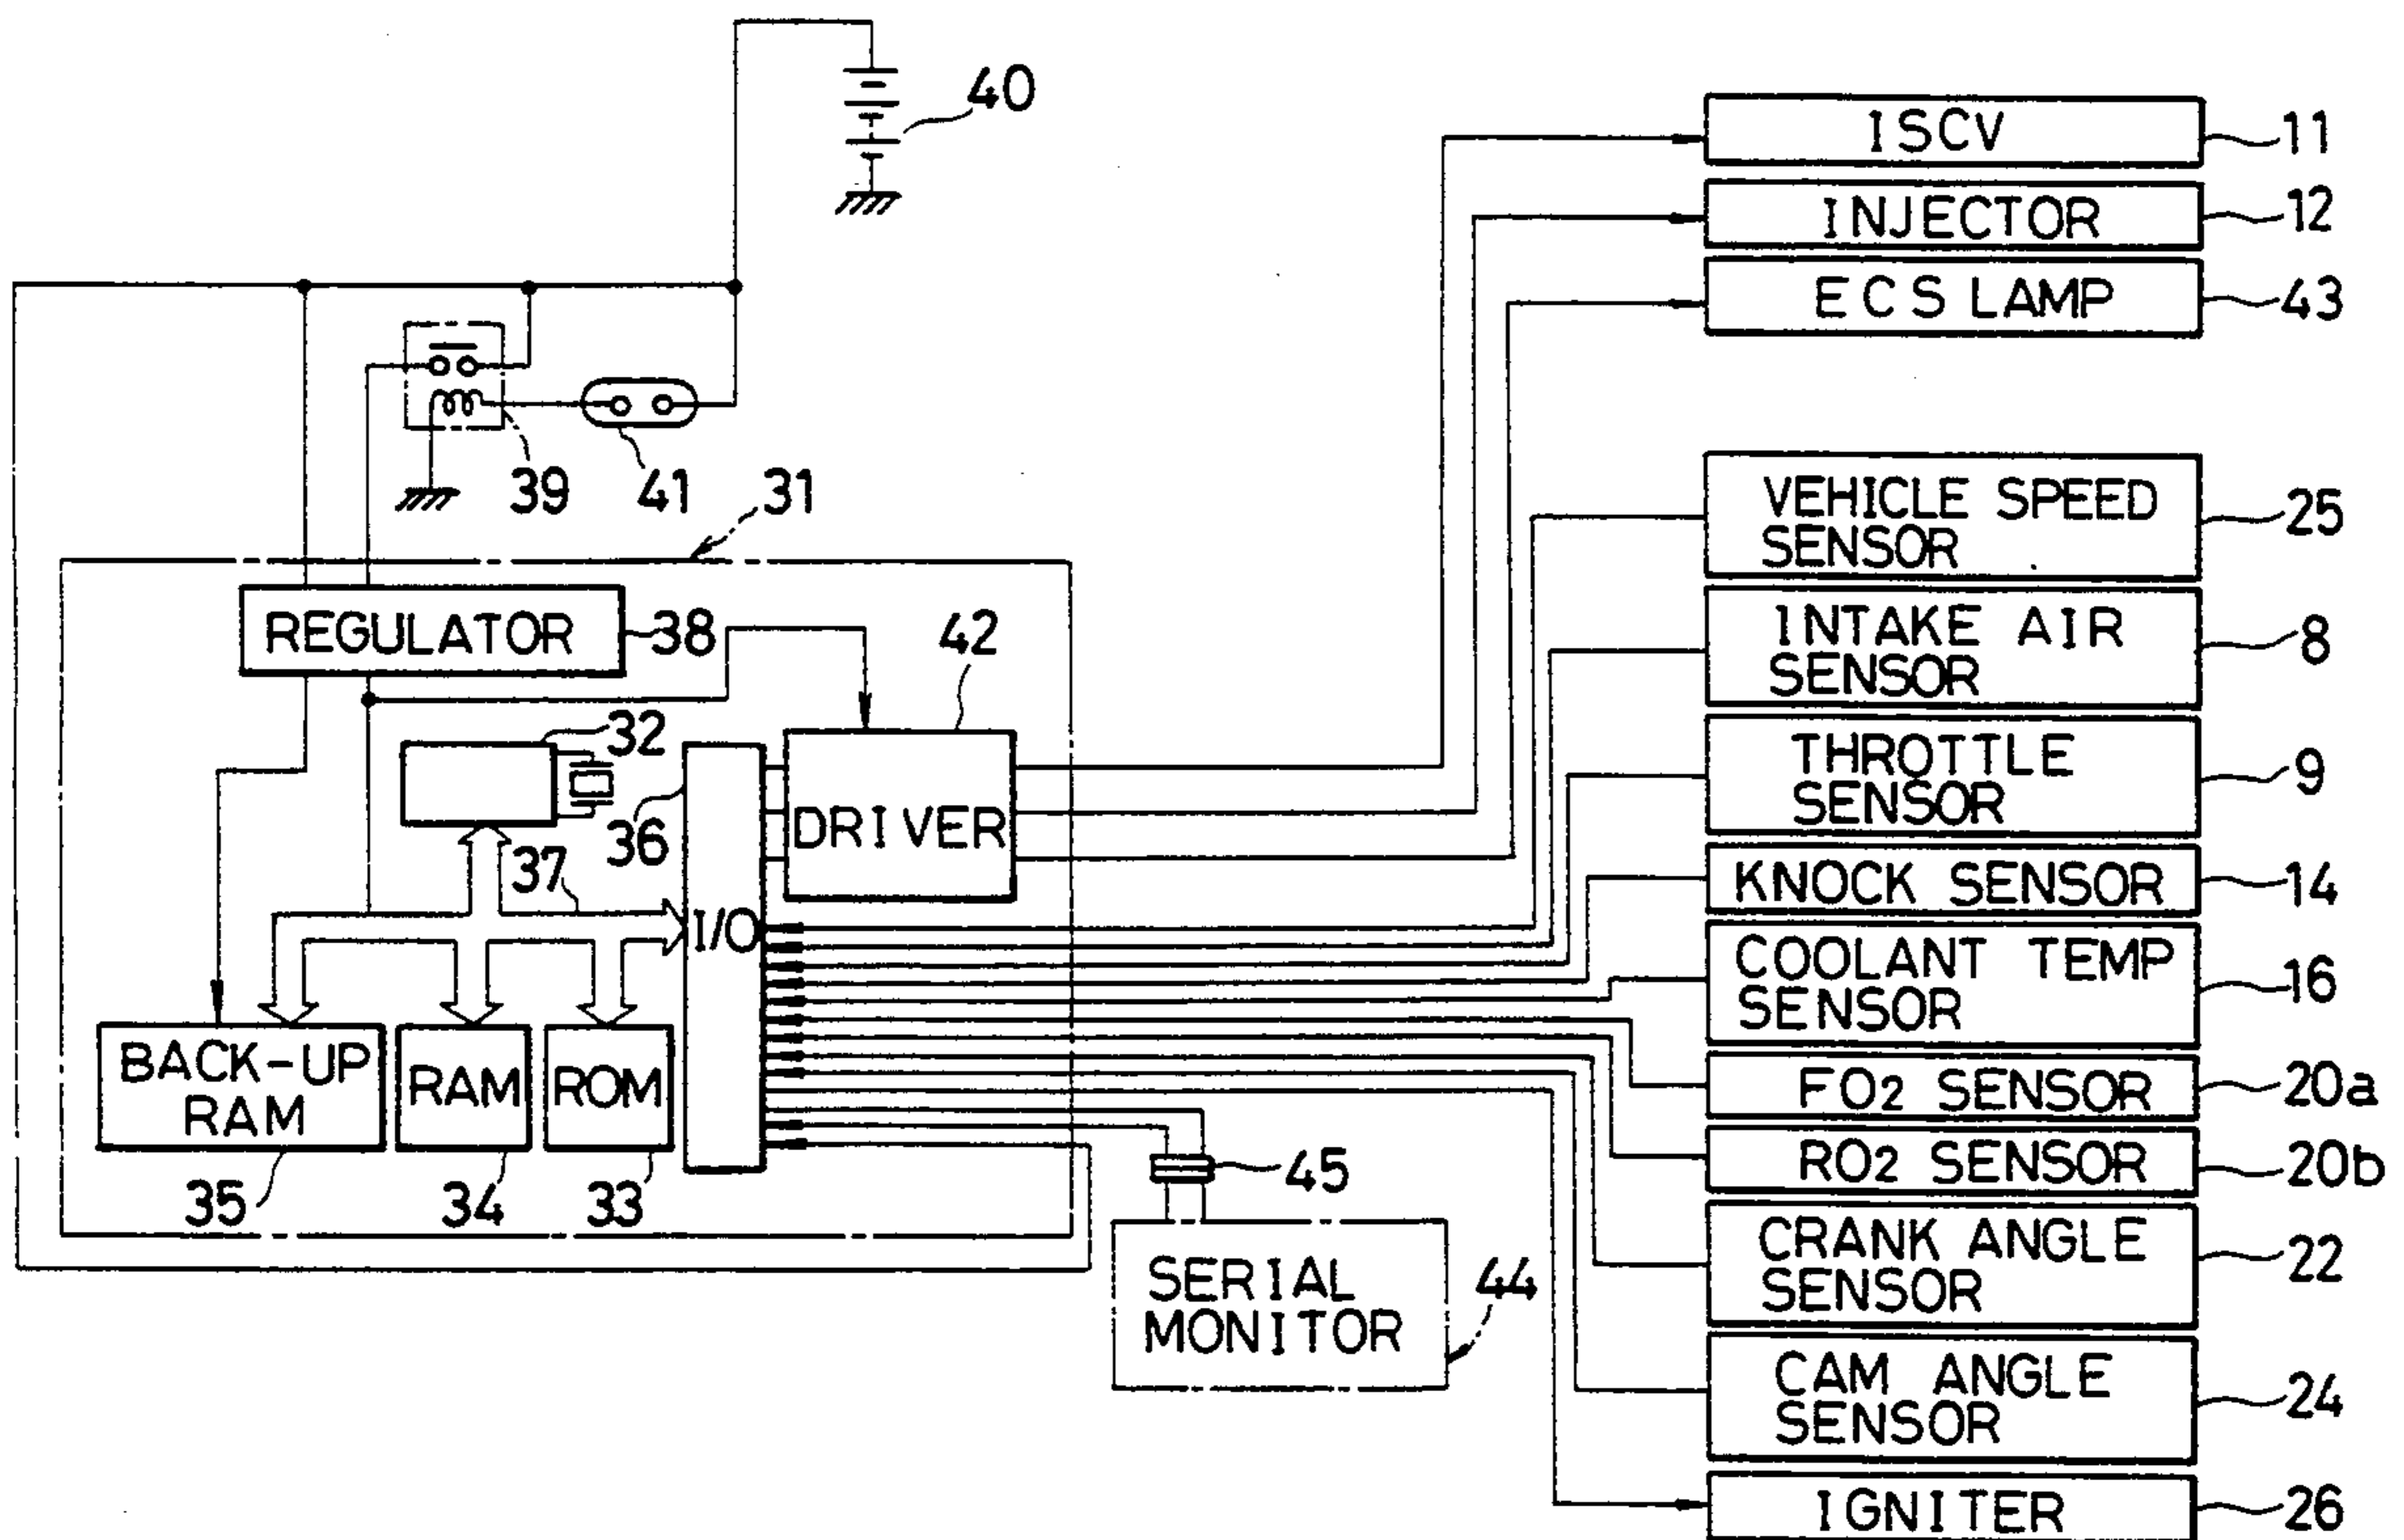 40
ISCV
11
INJECTOR
12
ECS LAMP
43
39
41
31
VEHICLE SPEED
SENSOR
25
REGULATOR
38
42
INTAKE AIR
SENSOR
8
32
36
37
DRIVER
THROTTLE
SENSOR
9
I/O
KNOCK SENSOR
14
COOLANT TEMP
SENSOR
16
BACK-UP
RAM
RAM
ROM
35
34
33
FO2 SENSOR
20a
RO2 SENSOR
20b
45
CRANK ANGLE
SENSOR
22
SERIAL
MONITOR
44
CAM ANGLE
SENSOR
24
IGNITER
26